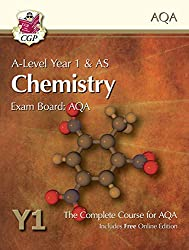 CGP
AQA
A-Level Year 1 & AS
Chemistry
Exam Board: AQA
Y1
The Complete Course for AQA
Includes Free Online Edition